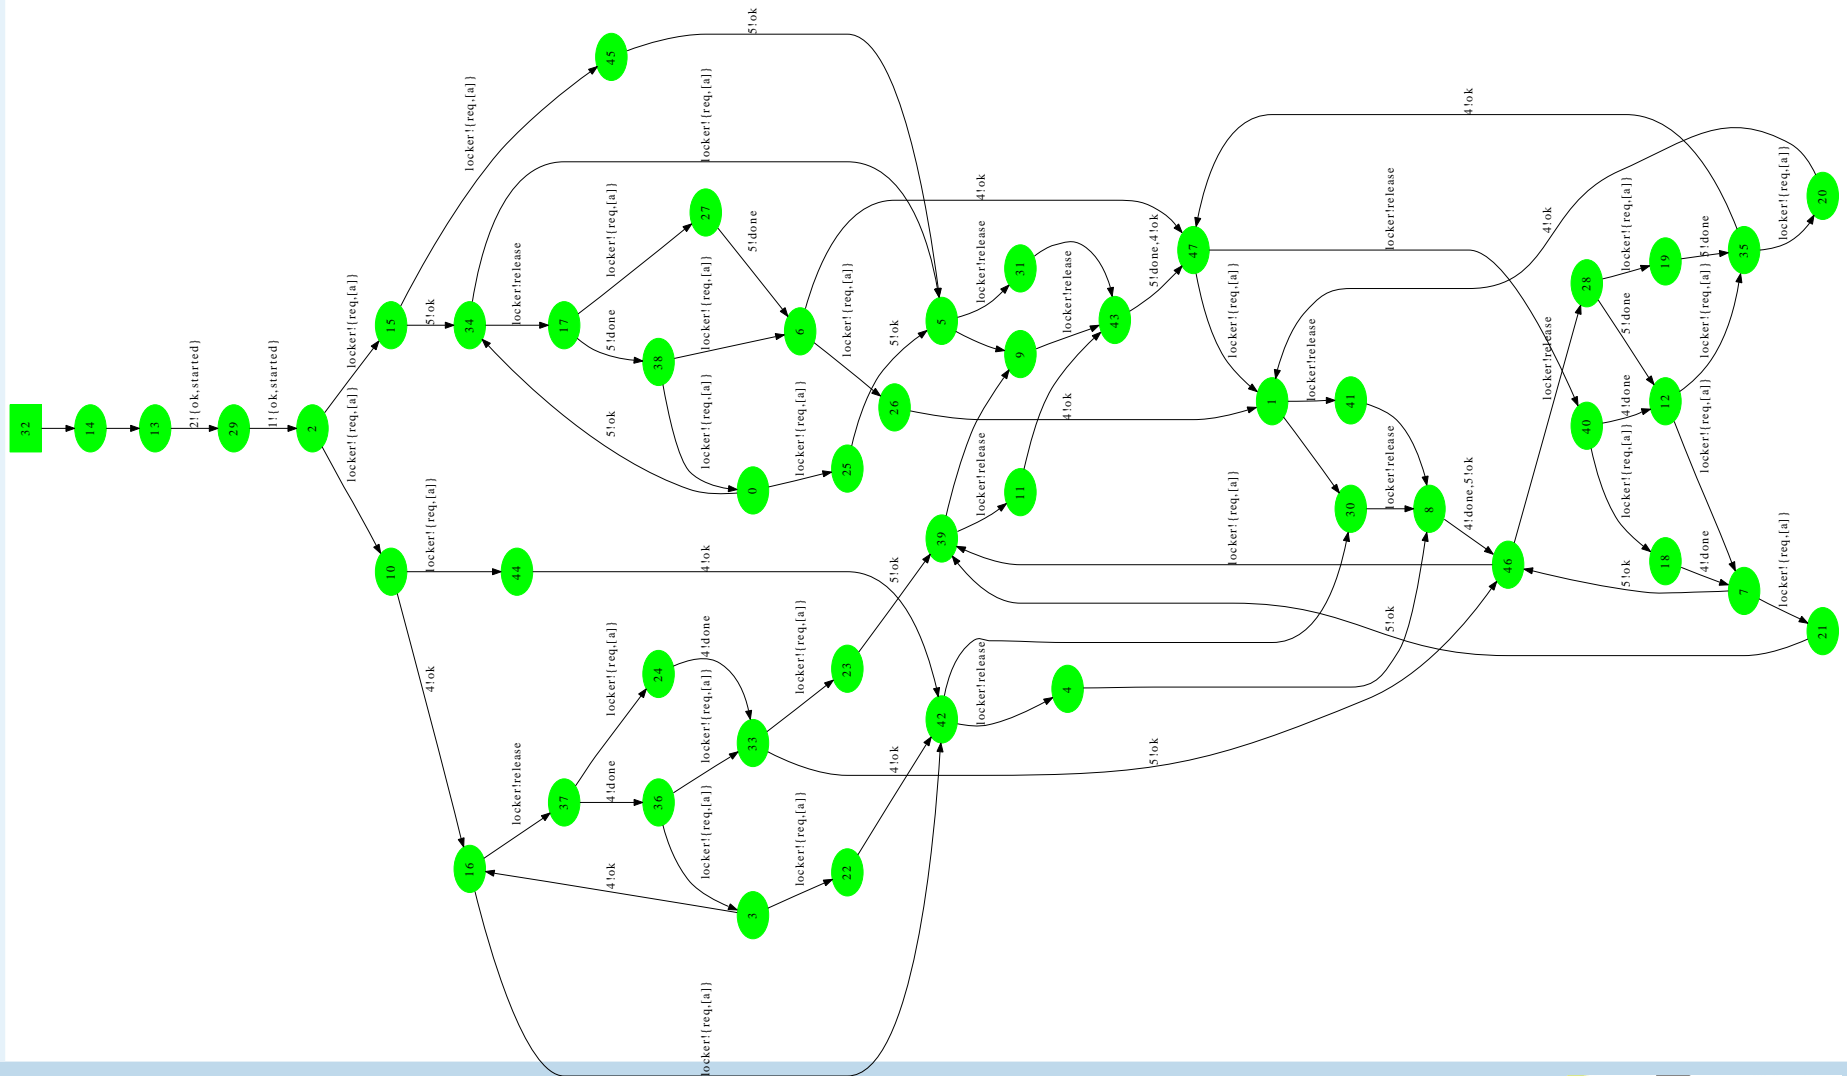 32
14
13
2!{ok,started}
29
1!{ok,started}
2
locker!{req,[a]}
locker!{req,[a]}
15
10
locker!{req,[a]}
5!ok
locker!{req,[a]}
4!ok
45
34
44
16
5!ok
locker!{req,[a]}
locker!release
4!ok
locker!release
locker!{req,[a]}
17
37
locker!{req,[a]}
5!done
5!ok
locker!{req,[a]}
4!done
4!ok
27
38
24
36
5!done
locker!{req,[a]}
locker!{req,[a]}
4!done
locker!{req,[a]}
locker!{req,[a]}
6
0
33
3
4!ok
locker!{req,[a]}
locker!{req,[a]}
locker!{req,[a]}
locker!{req,[a]}
5!ok
26
25
23
22
5!ok
5!ok
4!ok
4!ok
5
39
42
locker!release
locker!release
locker!release
31
9
11
4
locker!release
43
5!done,4!ok
5!ok
47
locker!{req,[a]}
locker!release
locker!{req,[a]}
1
locker!release
41
30
locker!release
5!ok
8
4!done,5!ok
4!ok
46
locker!release
4!ok
28
40
locker!{req,[a]}
5!done
4!done
locker!{req,[a]}
5!ok
19
12
18
5!done
locker!{req,[a]}
locker!{req,[a]}
4!done
35
7
locker!{req,[a]}
locker!{req,[a]}
20
21